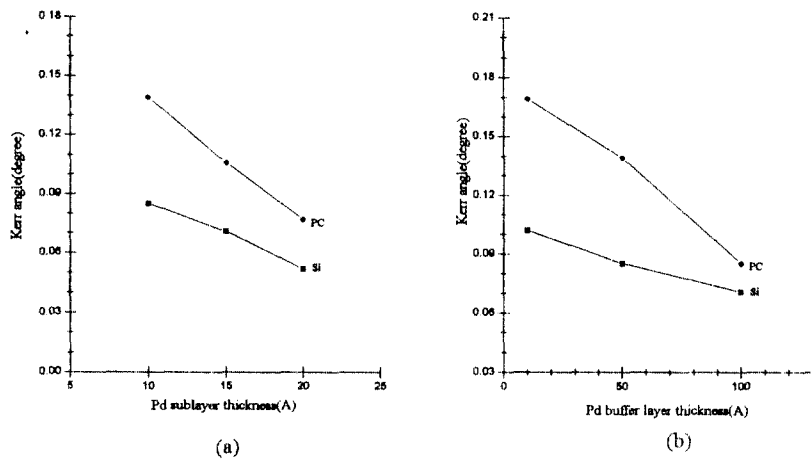 0.18
0.15
0.12
0.09
0.06
0.03
0.00
Kerr angle(degree)
PC
Si
5
10
15
20
25
Pd sublayer thickness(A)
(a)
0.21
0.18
0.15
0.12
0.09
0.06
0.03
Kerr angle(degree)
PC
Si
0
50
100
Pd buffer layer thickness(A)
(b)